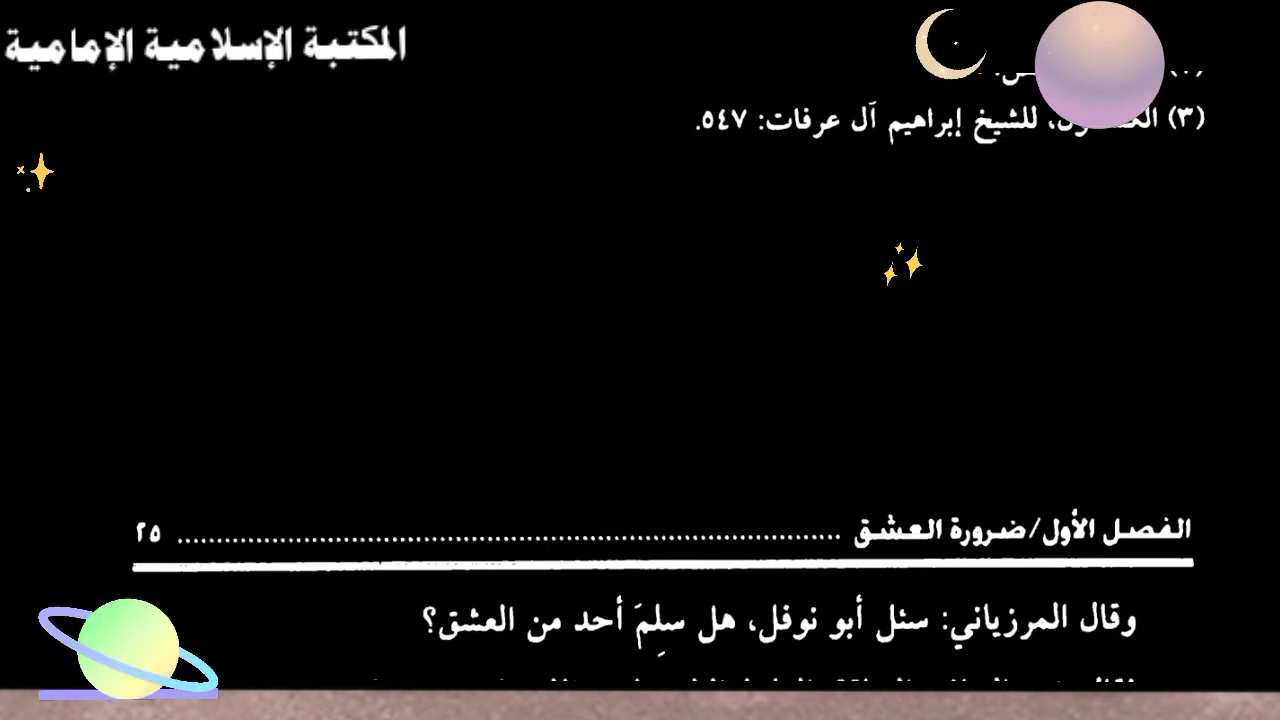 المكتبة الإسلامية الإمامية
(٣) للشيخ إبراهيم آل عرفات: ٥٤٧.
الفصل الأول/ضرورة العشق ٢٥
وقال المرزياني: سئل أبو نوفل، هل سلِمَ أحد من العشق؟